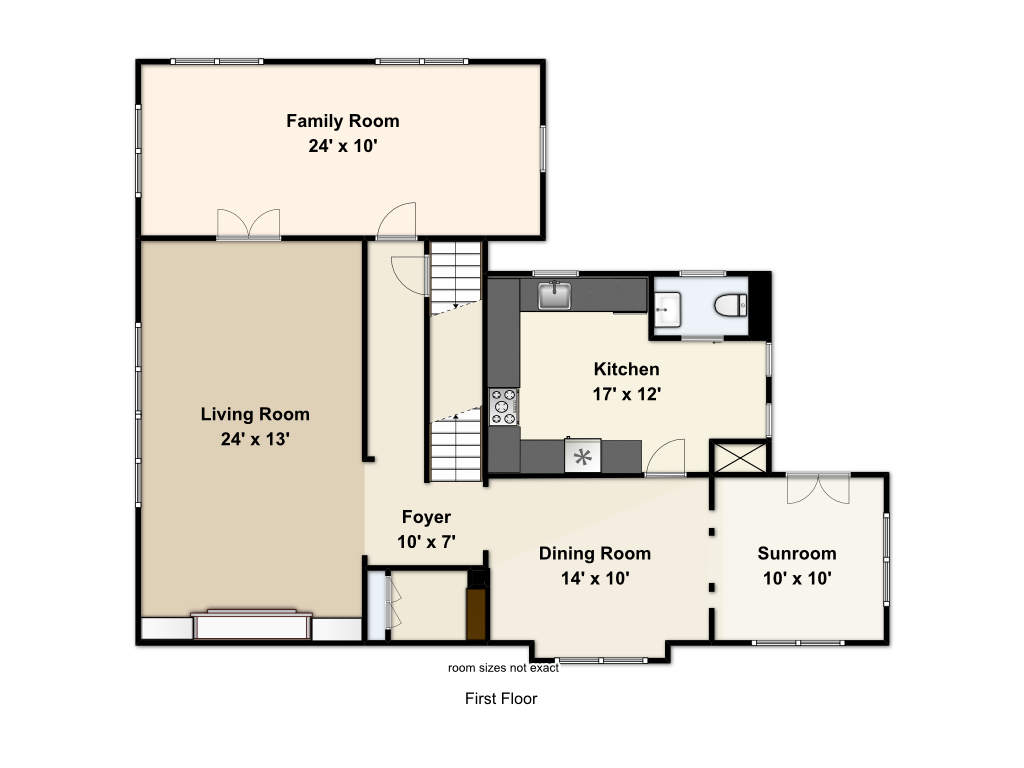 Family Room
24' x 10'
Kitchen
17' x 12'
Living Room
24' x 13'
Foyer
10' x 7'
Dining Room
14' x 10'
Sunroom
10' x 10'
room sizes not exact
First Floor